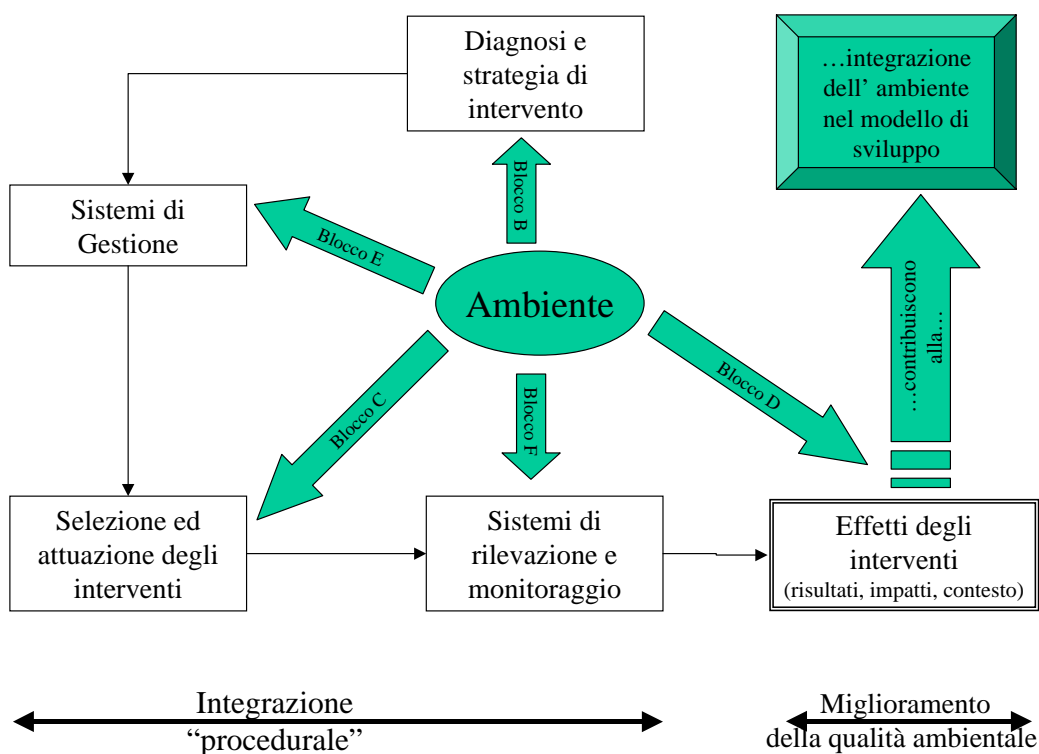 Diagnosi e
strategia di
intervento
…integrazione
dell’ ambiente
nel modello di
sviluppo
Sistemi di
Gestione
Blocco B
Blocco E
Ambiente
Blocco C
Blocco F
Blocco D
…contribuiscono
alla…
Selezione ed
attuazione degli
interventi
Sistemi di
rilevazione e
monitoraggio
Effetti degli
interventi
(risultati, impatti, contesto)
Integrazione
“procedurale”
Miglioramento
della qualità ambientale